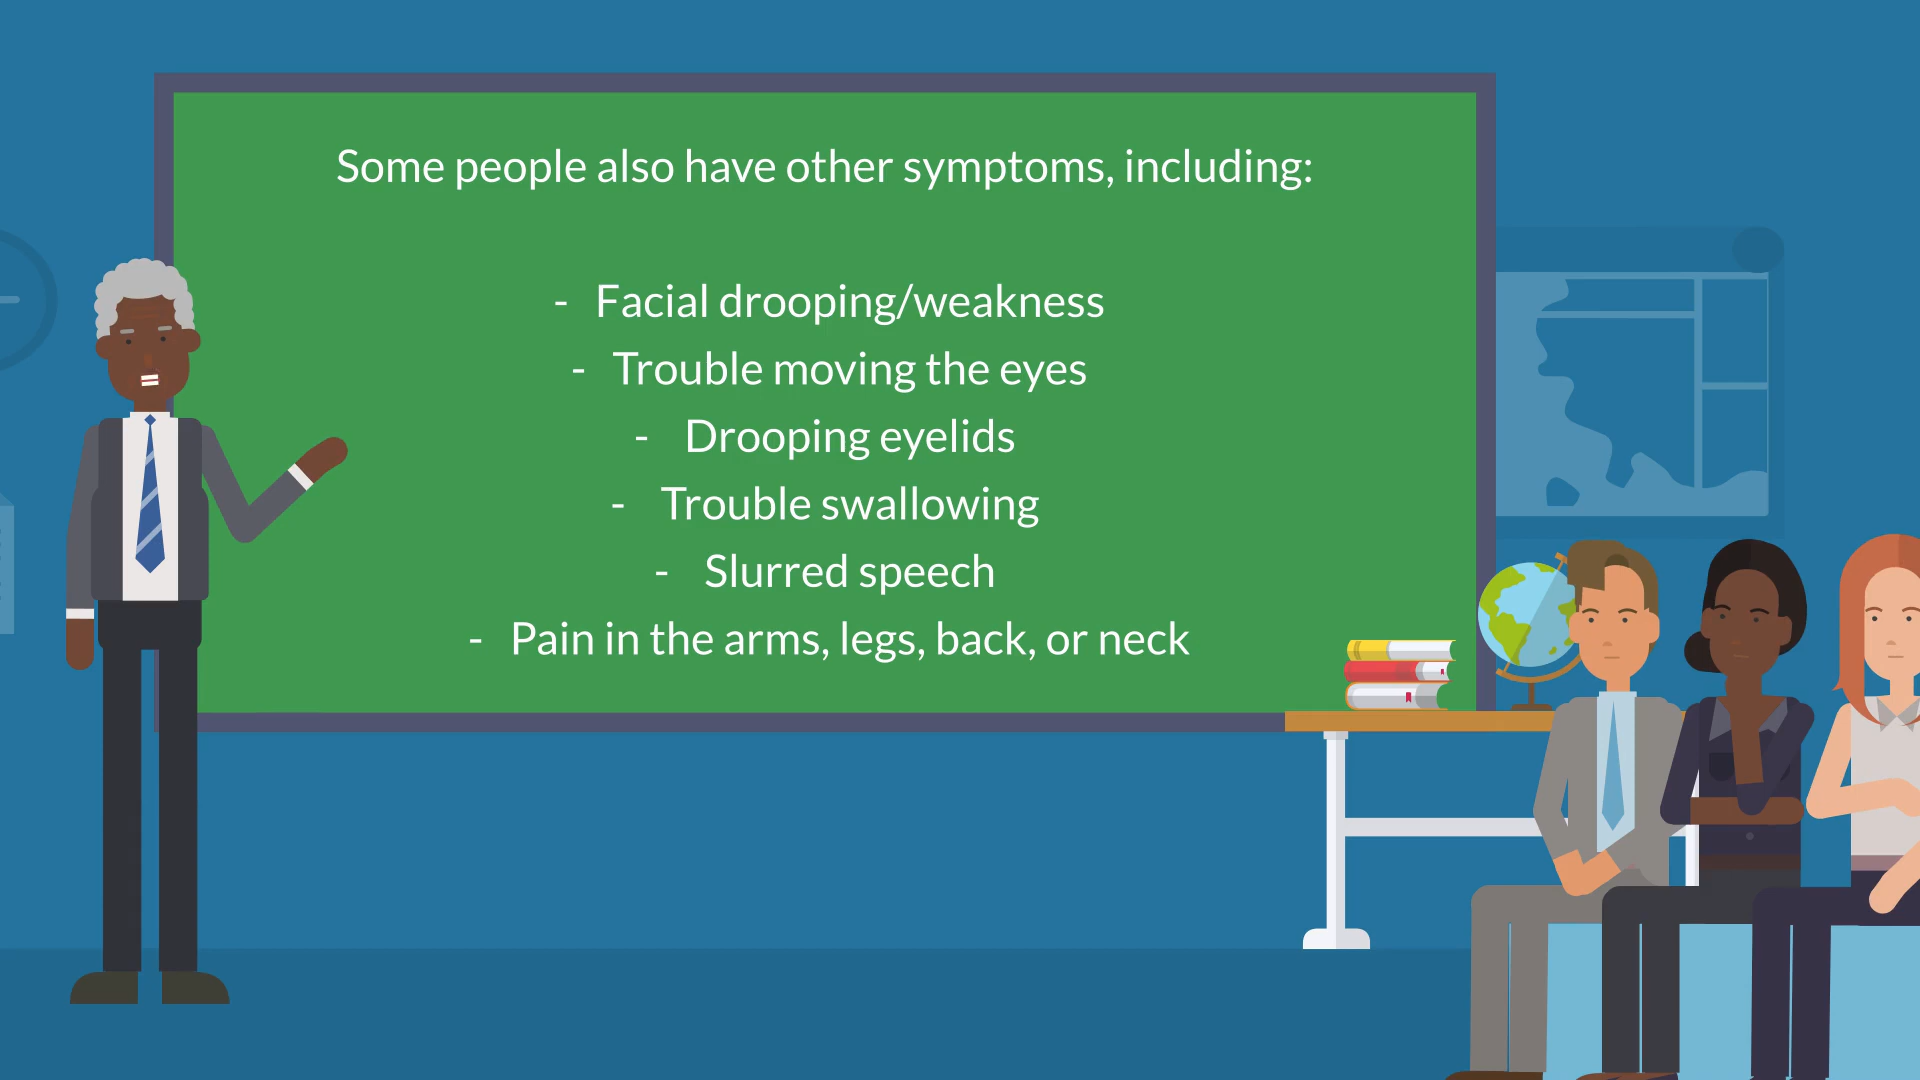 Some people also have other symptoms, including:
- Facial drooping/weakness
- Trouble moving the eyes
- Drooping eyelids
- Trouble swallowing
- Slurred speech
- Pain in the arms, legs, back, or neck